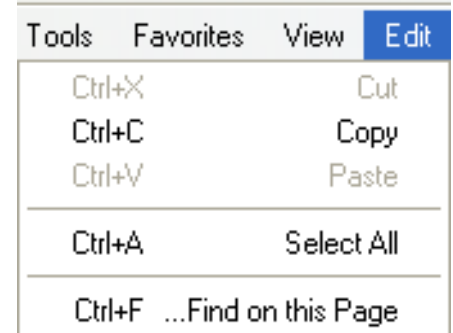 Tools Favorites View Edit
Ctrl+X Cut
Ctrl+C Copy
Ctrl+V Paste
Ctrl+A Select All
Ctrl+F ...Find on this Page